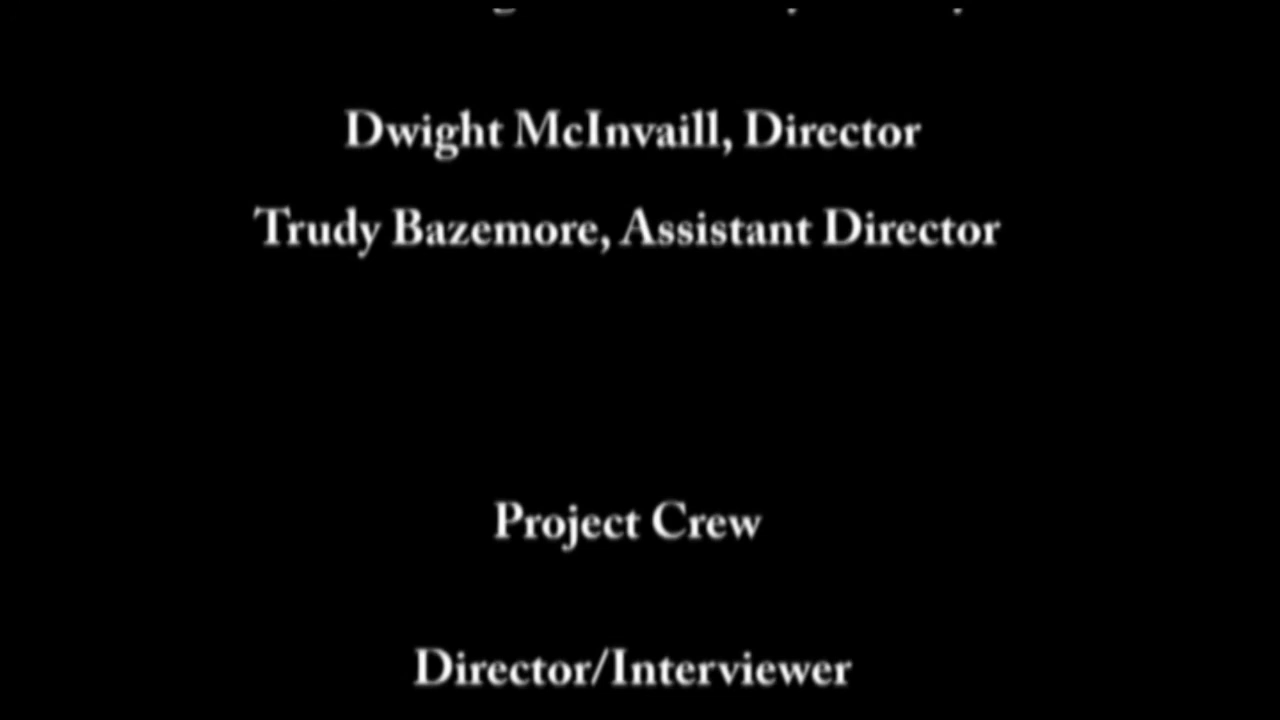 Dwight McInvaill, Director
Trudy Bazemore, Assistant Director
Project Crew
Director/Interviewer